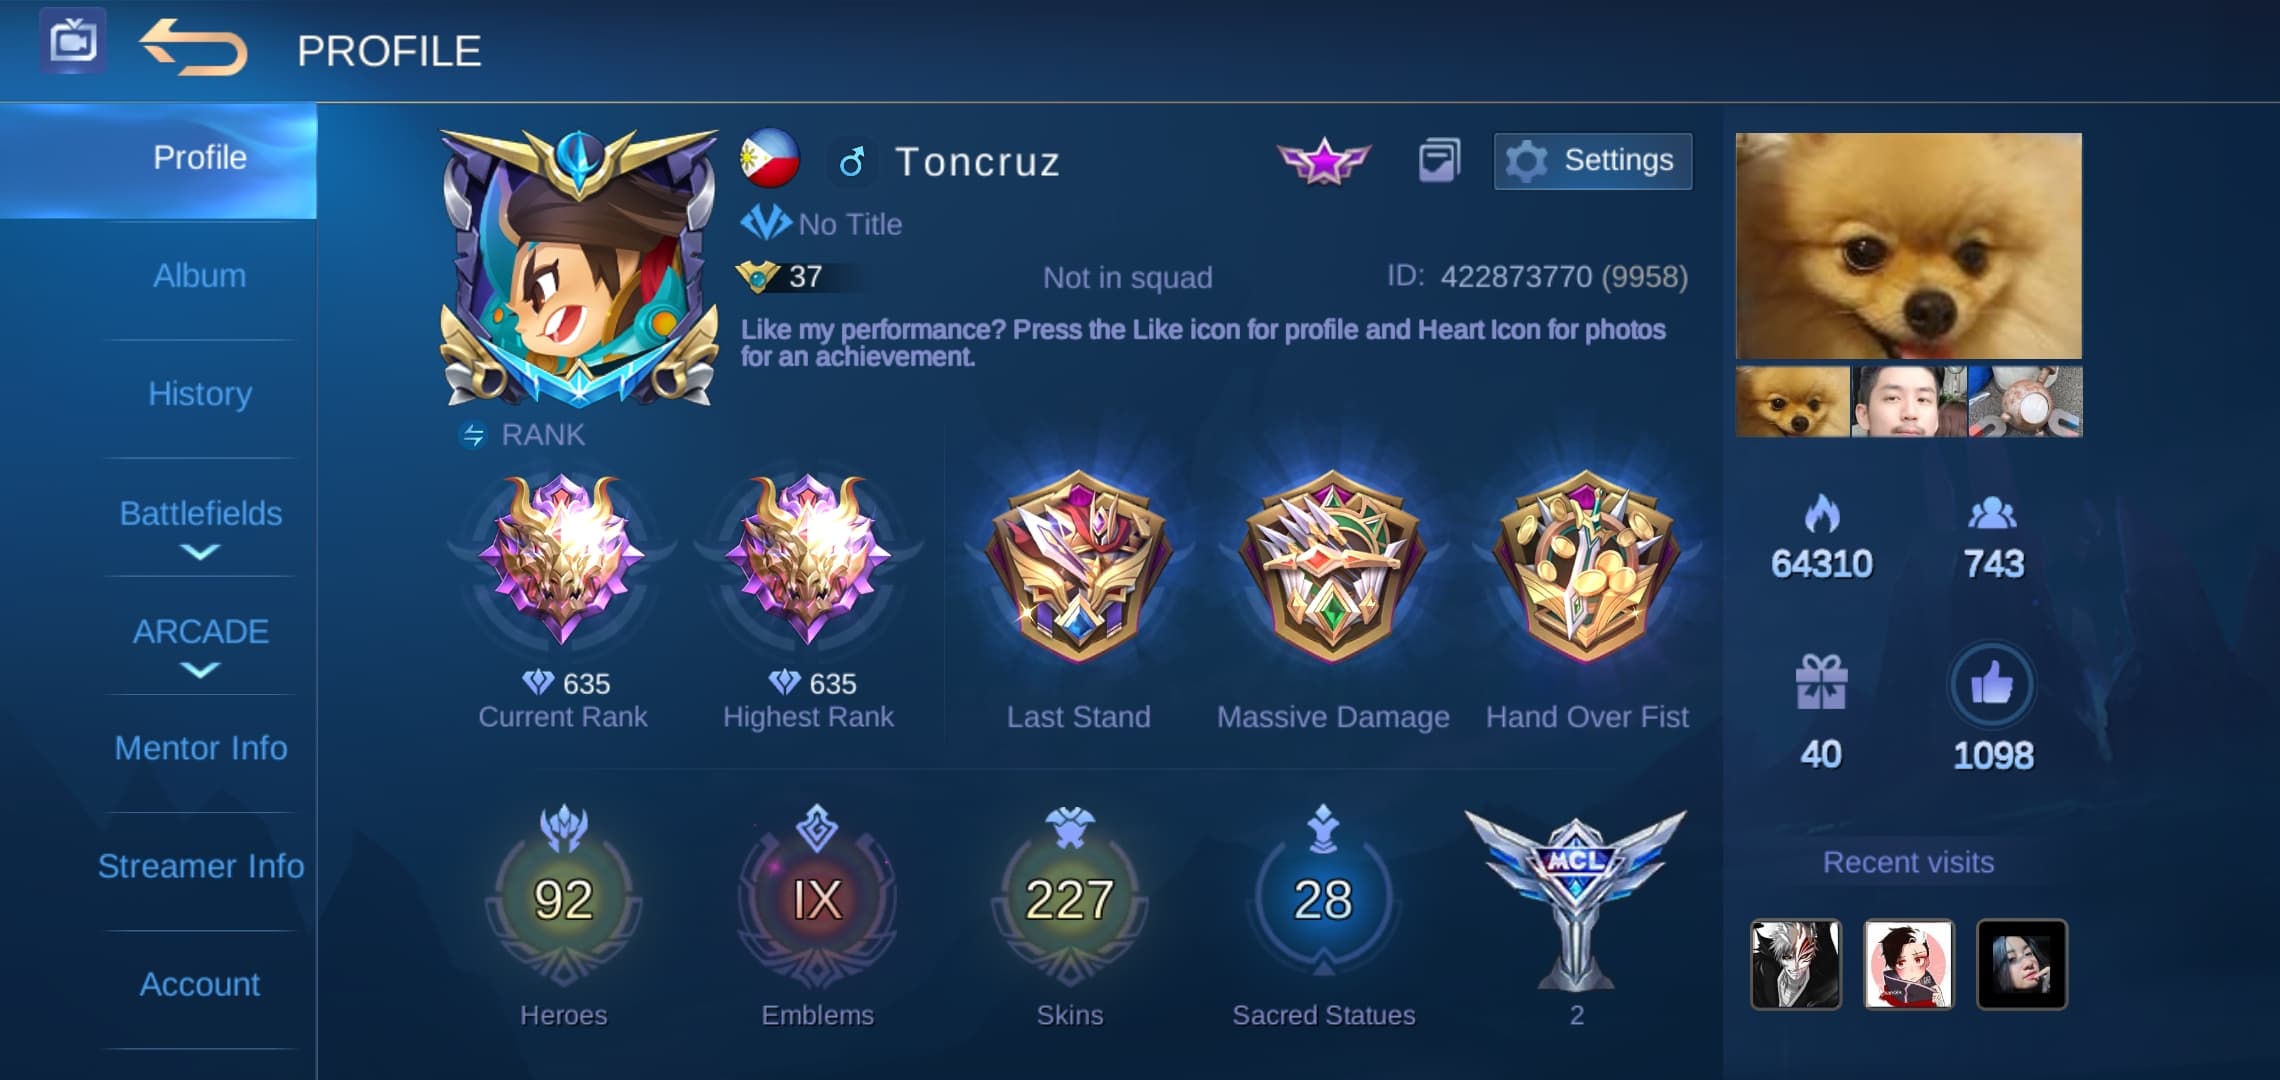 PROFILE
Profile
Album
History
Battlefields
ARCADE
Mentor Info
Streamer Info
Account
Toncruz
Settings
No Title
37
Not in squad
ID: 422873770 (9958)
Like my performance? Press the Like icon for profile and Heart Icon for photos
for an achievement.
RANK
635
Current Rank
635
Highest Rank
Last Stand
Massive Damage
Hand Over Fist
92
Heroes
IX
Emblems
227
Skins
28
Sacred Statues
MCL
2
64310
743
40
1098
Recent visits